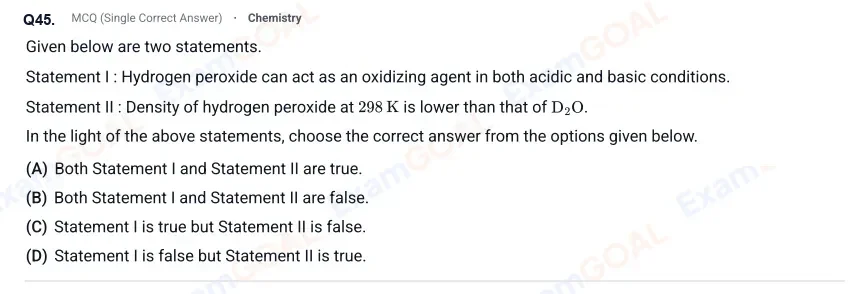 Q45. MCQ (Single Correct Answer) · Chemistry
Given below are two statements.
Statement I : Hydrogen peroxide can act as an oxidizing agent in both acidic and basic conditions.
Statement II : Density of hydrogen peroxide at 298 K is lower than that of D₂O.
In the light of the above statements, choose the correct answer from the options given below.
(A) Both Statement I and Statement II are true.
(B) Both Statement I and Statement II are false.
(C) Statement I is true but Statement II is false.
(D) Statement I is false but Statement II is true.
ExamGOAL